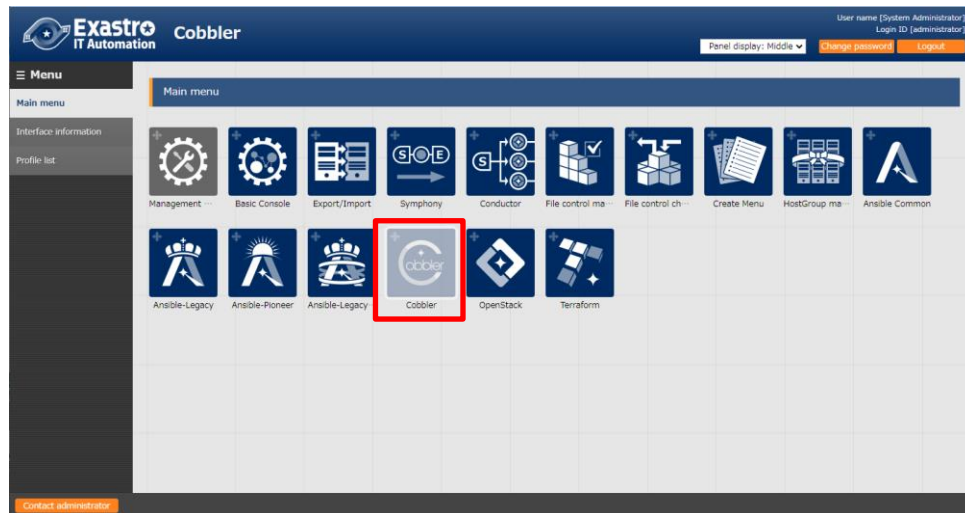 Exastro
IT Automation
Cobbler
User name [System Administrator]
Login ID [administrator]
Panel display: Middle
Change password
Logout
☰ Menu
Main menu
Interface information
Profile list
Main menu
S E
S
Management ...
Basic Console
Export/Import
Symphony
Conductor
File control ma...
File control ch...
Create Menu
HostGroup ma...
Ansible Common
Cobbler
Ansible-Legacy
Ansible-Pioneer
Ansible-Legacy...
Cobbler
OpenStack
Terraform
Contact administrator